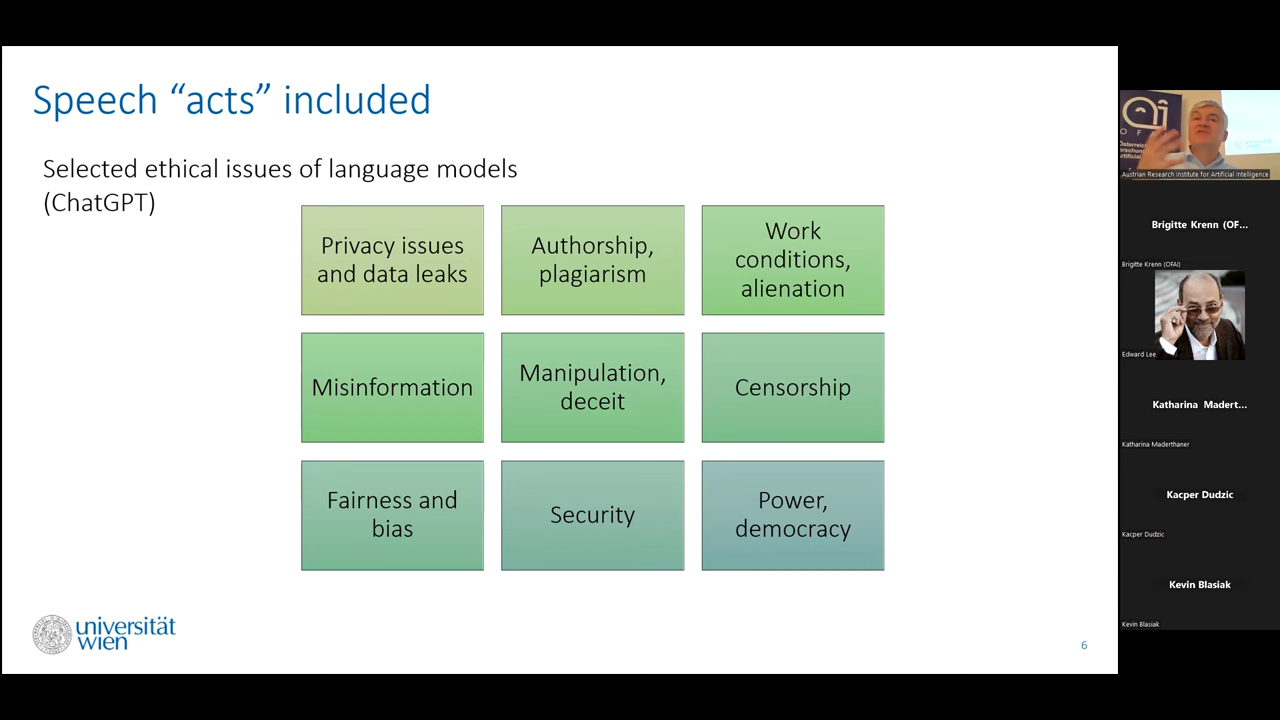 Speech “acts” included
Selected ethical issues of language models
(ChatGPT)
Privacy issues
and data leaks
Authorship,
plagiarism
Work
conditions,
alienation
Misinformation
Manipulation,
deceit
Censorship
Fairness and
bias
Security
Power,
democracy
universität
wien
6
Austrian Research Institute for Artificial Intelligence
Brigitte Krenn (OF...
Brigitte Krenn (OFAI)
Edward Lee
Katharina Madert...
Katharina Maderthaner
Kacper Dudzic
Kacper Dudzic
Kevin Blasiak
Kevin Blasiak